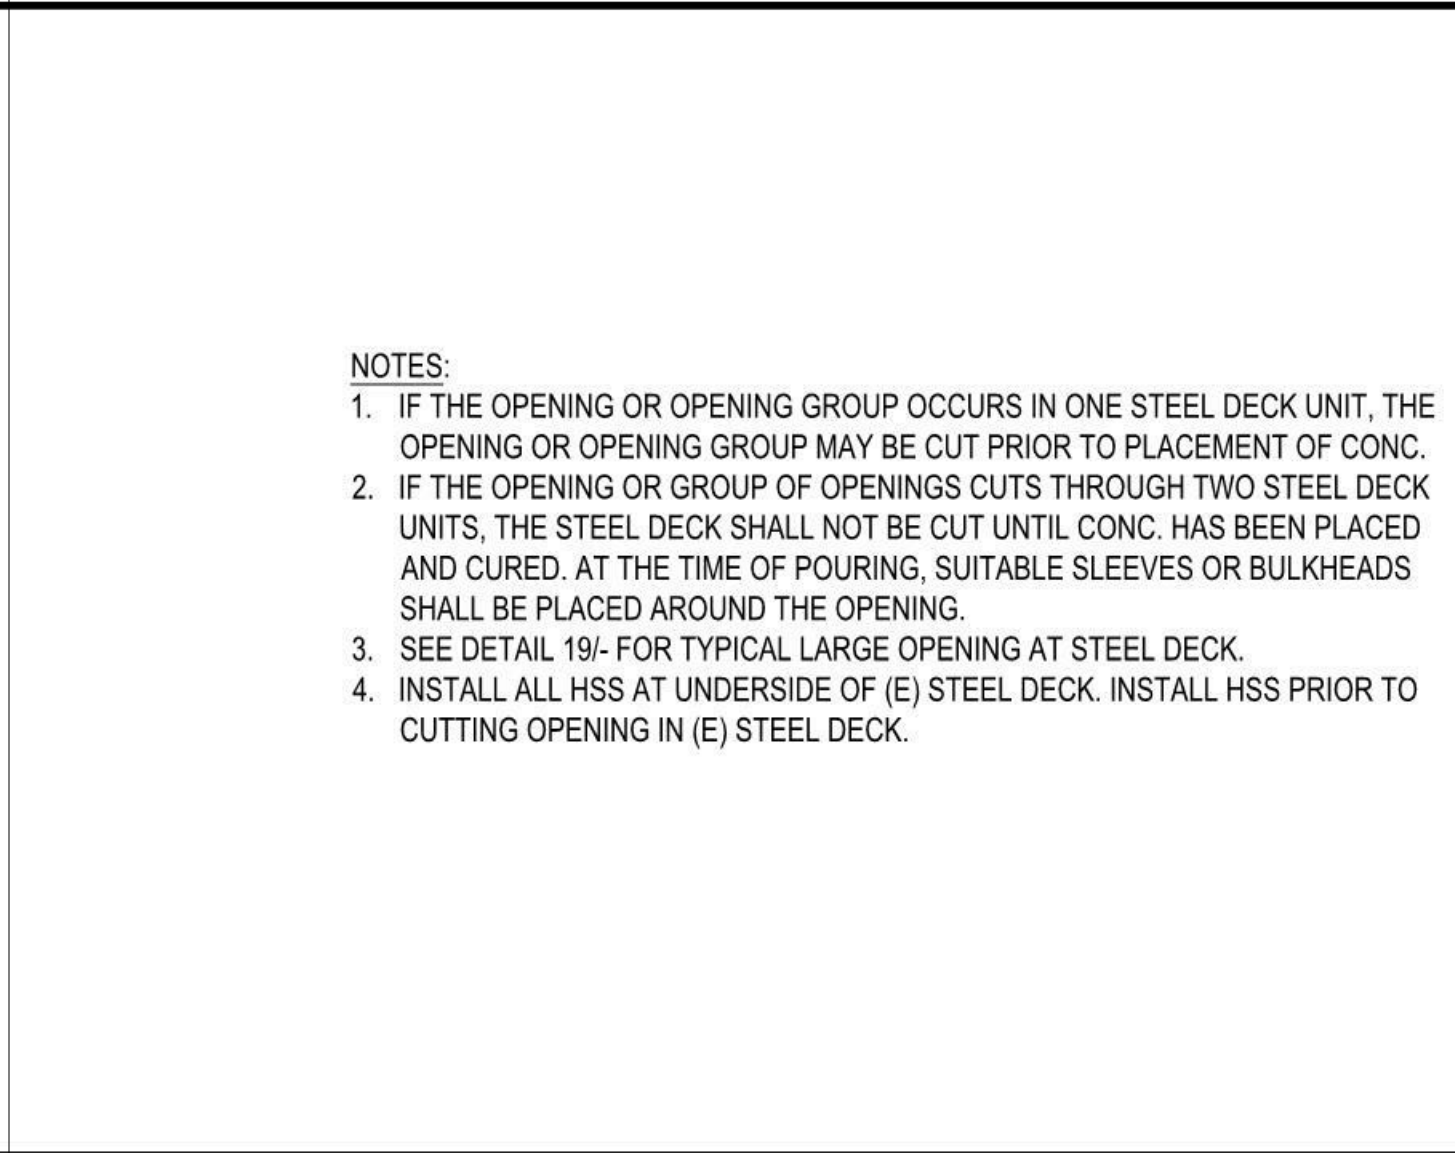 NOTES:
1. IF THE OPENING OR OPENING GROUP OCCURS IN ONE STEEL DECK UNIT, THE
OPENING OR OPENING GROUP MAY BE CUT PRIOR TO PLACEMENT OF CONC.
2. IF THE OPENING OR GROUP OF OPENINGS CUTS THROUGH TWO STEEL DECK
UNITS, THE STEEL DECK SHALL NOT BE CUT UNTIL CONC. HAS BEEN PLACED
AND CURED. AT THE TIME OF POURING, SUITABLE SLEEVES OR BULKHEADS
SHALL BE PLACED AROUND THE OPENING.
3. SEE DETAIL 19/- FOR TYPICAL LARGE OPENING AT STEEL DECK.
4. INSTALL ALL HSS AT UNDERSIDE OF (E) STEEL DECK. INSTALL HSS PRIOR TO
CUTTING OPENING IN (E) STEEL DECK.